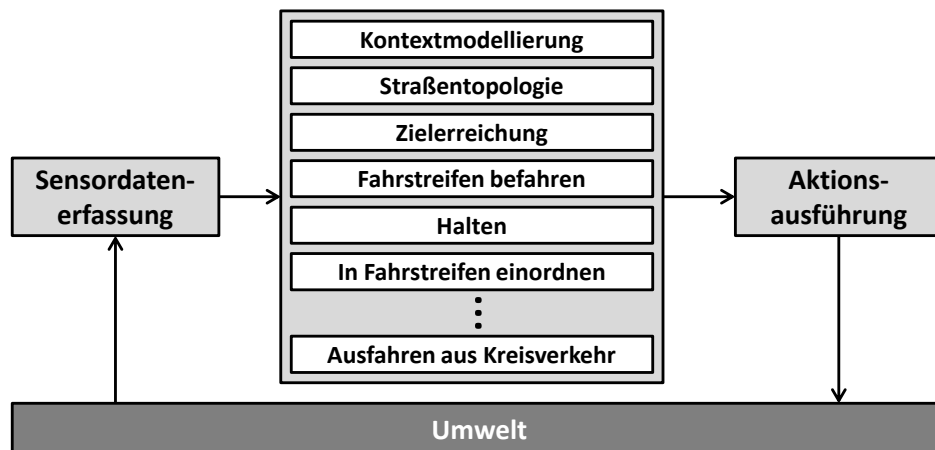 Sensordaten-
erfassung
Kontextmodellierung
Straßentopologie
Zielerreichung
Fahrstreifen befahren
Halten
In Fahrstreifen einordnen
Ausfahren aus Kreisverkehr
Aktions-
ausführung
Umwelt